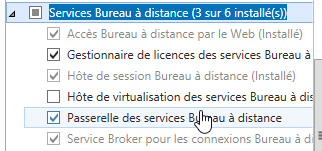 Services Bureau à distance (3 sur 6 installé(s))
Accès Bureau à distance par le Web (Installé)
Gestionnaire de licences des services Bureau à
Hôte de session Bureau à distance (Installé)
Hôte de virtualisation des services Bureau à dis
Passerelle des services Bureau à distance
Service Broker pour les connexions Bureau à di